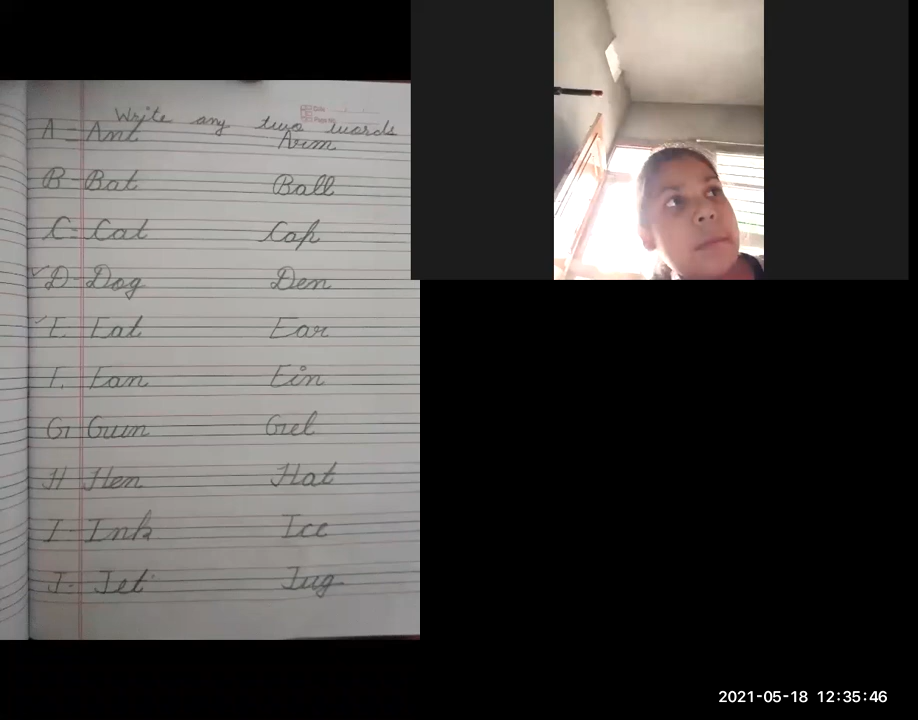 Write any two words
A = Ant Arm
B - Bat Ball
C = Cat Cap
D - Dog Den
E. Eat Ear
F. Fan Fin
G Gun Gel
H Hen Hat
I - Ink Ice
J - Jet Jug
2021-05-18 12:35:46